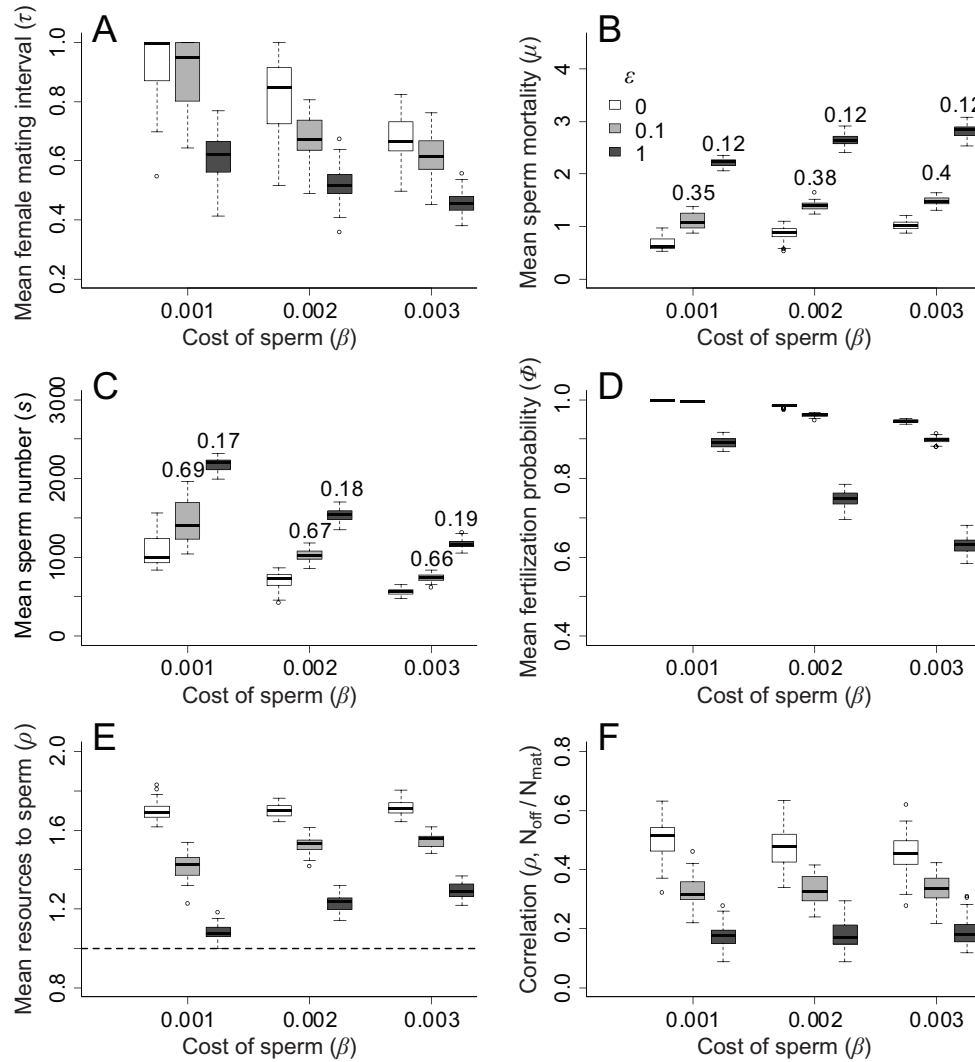 A
Mean female mating interval (τ)
1.0
0.8
0.6
0.4
0.2
0.001 0.002 0.003
Cost of sperm (β)
B
Mean sperm mortality (μ)
4
3
2
1
0
ε
0
0.1
1
0.35 0.12 0.38 0.12 0.4 0.12
0.001 0.002 0.003
Cost of sperm (β)
C
Mean sperm number (s)
3000
2000
1000
0
0.69 0.17 0.67 0.18 0.66 0.19
0.001 0.002 0.003
Cost of sperm (β)
D
Mean fertilization probability (Φ)
1.0
0.8
0.6
0.4
0.001 0.002 0.003
Cost of sperm (β)
E
Mean resources to sperm (ρ)
2.0
1.6
1.2
0.8
0.001 0.002 0.003
Cost of sperm (β)
F
Correlation (ρ, Noff / Nmat)
0.8
0.6
0.4
0.2
0.0
0.001 0.002 0.003
Cost of sperm (β)